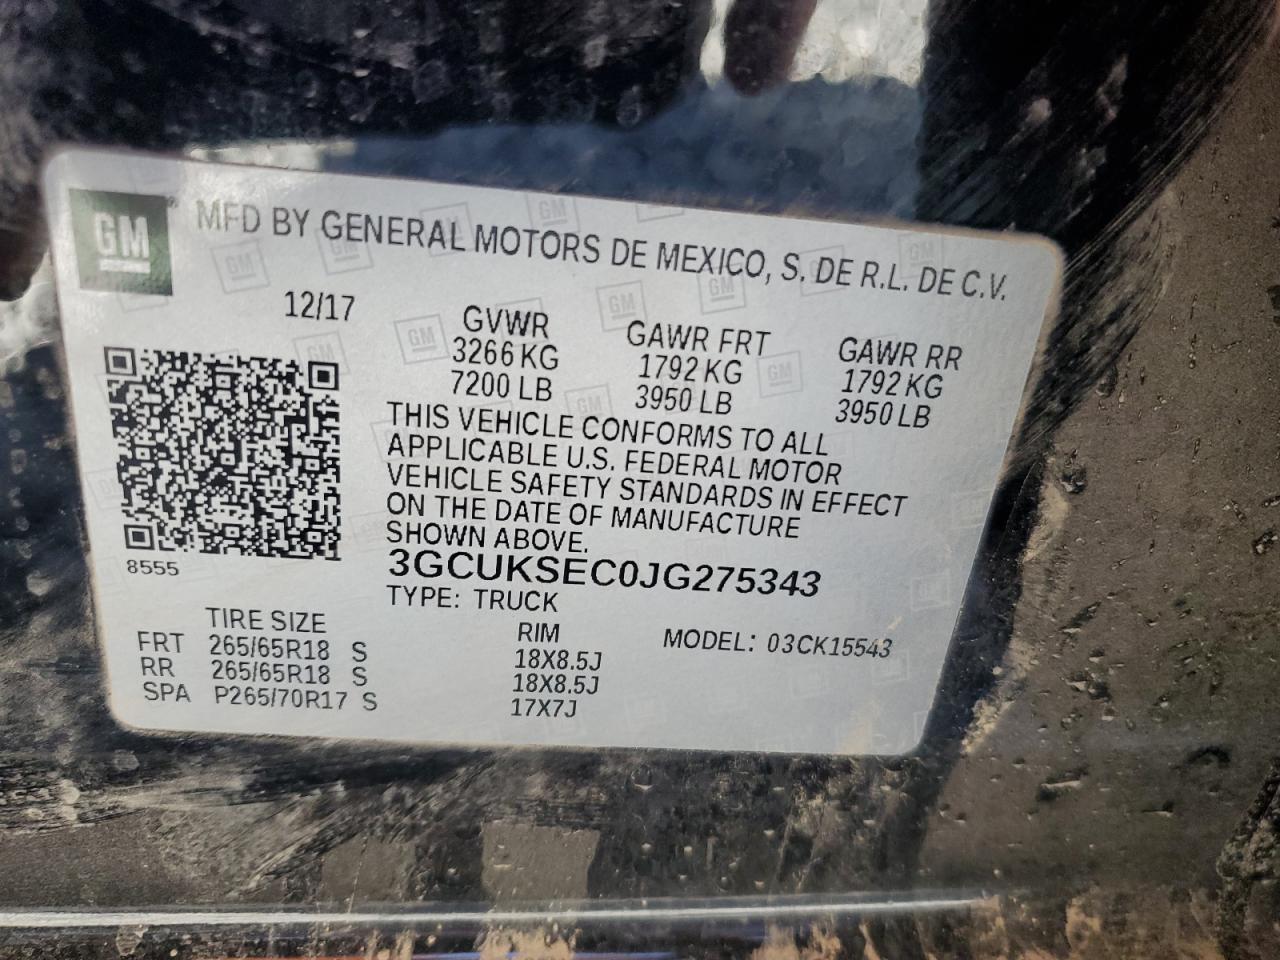 GM
MFD BY GENERAL MOTORS DE MEXICO, S. DE R.L. DE C.V.
12/17
GVWR GAWR FRT GAWR RR
3266 KG 1792 KG 1792 KG
7200 LB 3950 LB 3950 LB
THIS VEHICLE CONFORMS TO ALL
APPLICABLE U.S. FEDERAL MOTOR
VEHICLE SAFETY STANDARDS IN EFFECT
ON THE DATE OF MANUFACTURE
SHOWN ABOVE.
8555
3GCUKSEC0JG275343
TYPE: TRUCK
TIRE SIZE RIM MODEL: 03CK15543
FRT 265/65R18 S 18X8.5J
RR 265/65R18 S 18X8.5J
SPA P265/70R17 S 17X7J